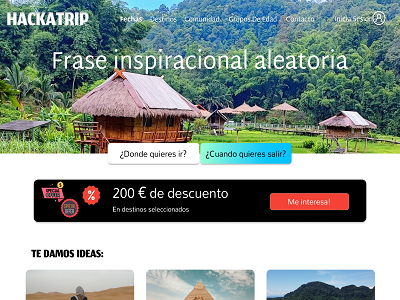 HACKATRIP
Fechas Destinos Comunidad Grupos De Edad Contacto Inicia Sesión
Frase inspiracional aleatoria
¿Donde quieres ir? ¿Cuando quieres salir?
200 € de descuento
En destinos seleccionados
Me interesa!
TE DAMOS IDEAS: